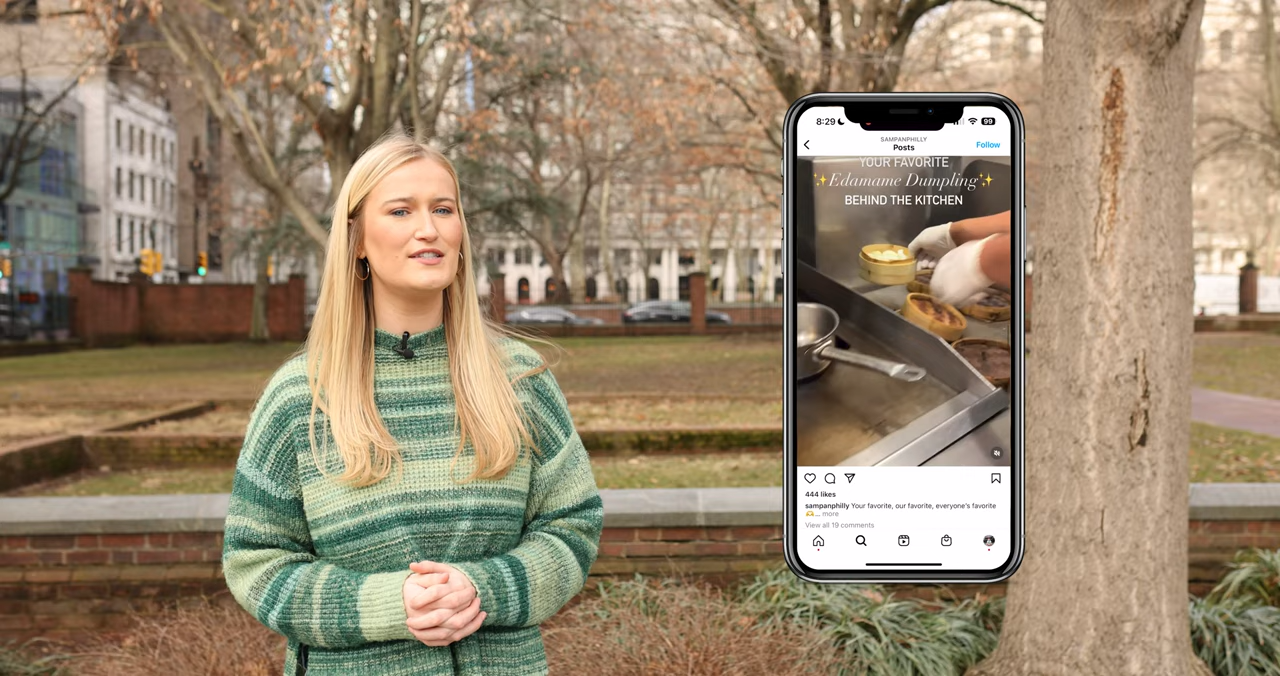 8:29
99
SAMPANPHILLY
Posts
Follow
YOUR FAVORITE
✨Edamame Dumpling✨
BEHIND THE KITCHEN
444 likes
sampanphilly Your favorite, our favorite, everyone's favorite
🫶... more
View all 19 comments